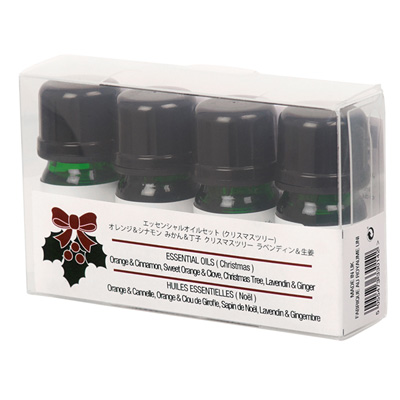 エッセンシャルオイルセット (クリスマスツリー)
オレンジ&シナモン みかん&丁子 クリスマスツリー ラベンディン&生姜
ESSENTIAL OILS ( Christmas )
Orange & Cinnamon, Sweet Orange & Clove, Christmas Tree, Lavendin & Ginger
HUILES ESSENTIELLES ( Noël )
Orange & Cannelle, Orange & Clou de Girofle, Sapin de Noël, Lavendin & Gingembre
MADE IN UK.
FABRIQUE AU ROYAUME UNI